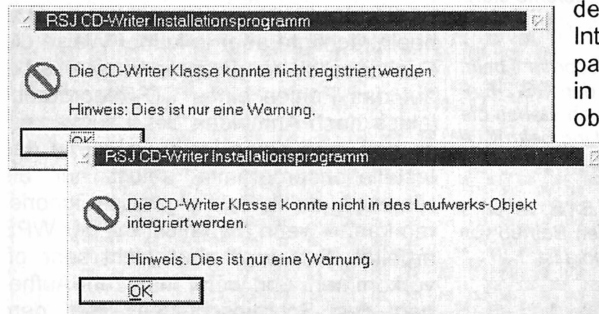 RSJ CD-Writer Installationsprogramm
Die CD-Writer Klasse konnte nicht registriert werden.
Hinweis: Dies ist nur eine Warnung.
OK
RSJ CD-Writer Installationsprogramm
Die CD-Writer Klasse konnte nicht in das Laufwerks-Objekt
integriert werden.
Hinweis: Dies ist nur eine Warnung.
OK
de
Int
pa
in
ob